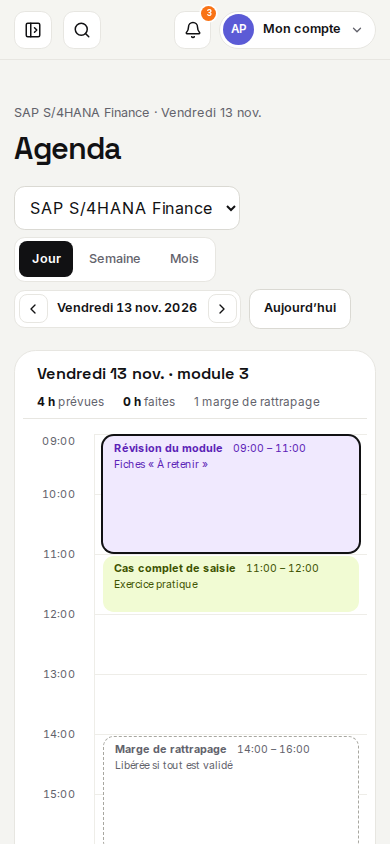 3
AP Mon compte
SAP S/4HANA Finance · Vendredi 13 nov.
Agenda
SAP S/4HANA Finance
Jour Semaine Mois
Vendredi 13 nov. 2026 Aujourd’hui
Vendredi 13 nov. · module 3
4 h prévues 0 h faites 1 marge de rattrapage
09:00 Révision du module 09:00 – 11:00
Fiches « À retenir »
10:00
11:00
Cas complet de saisie 11:00 – 12:00
Exercice pratique
12:00
13:00
14:00
Marge de rattrapage 14:00 – 16:00
Libérée si tout est validé
15:00